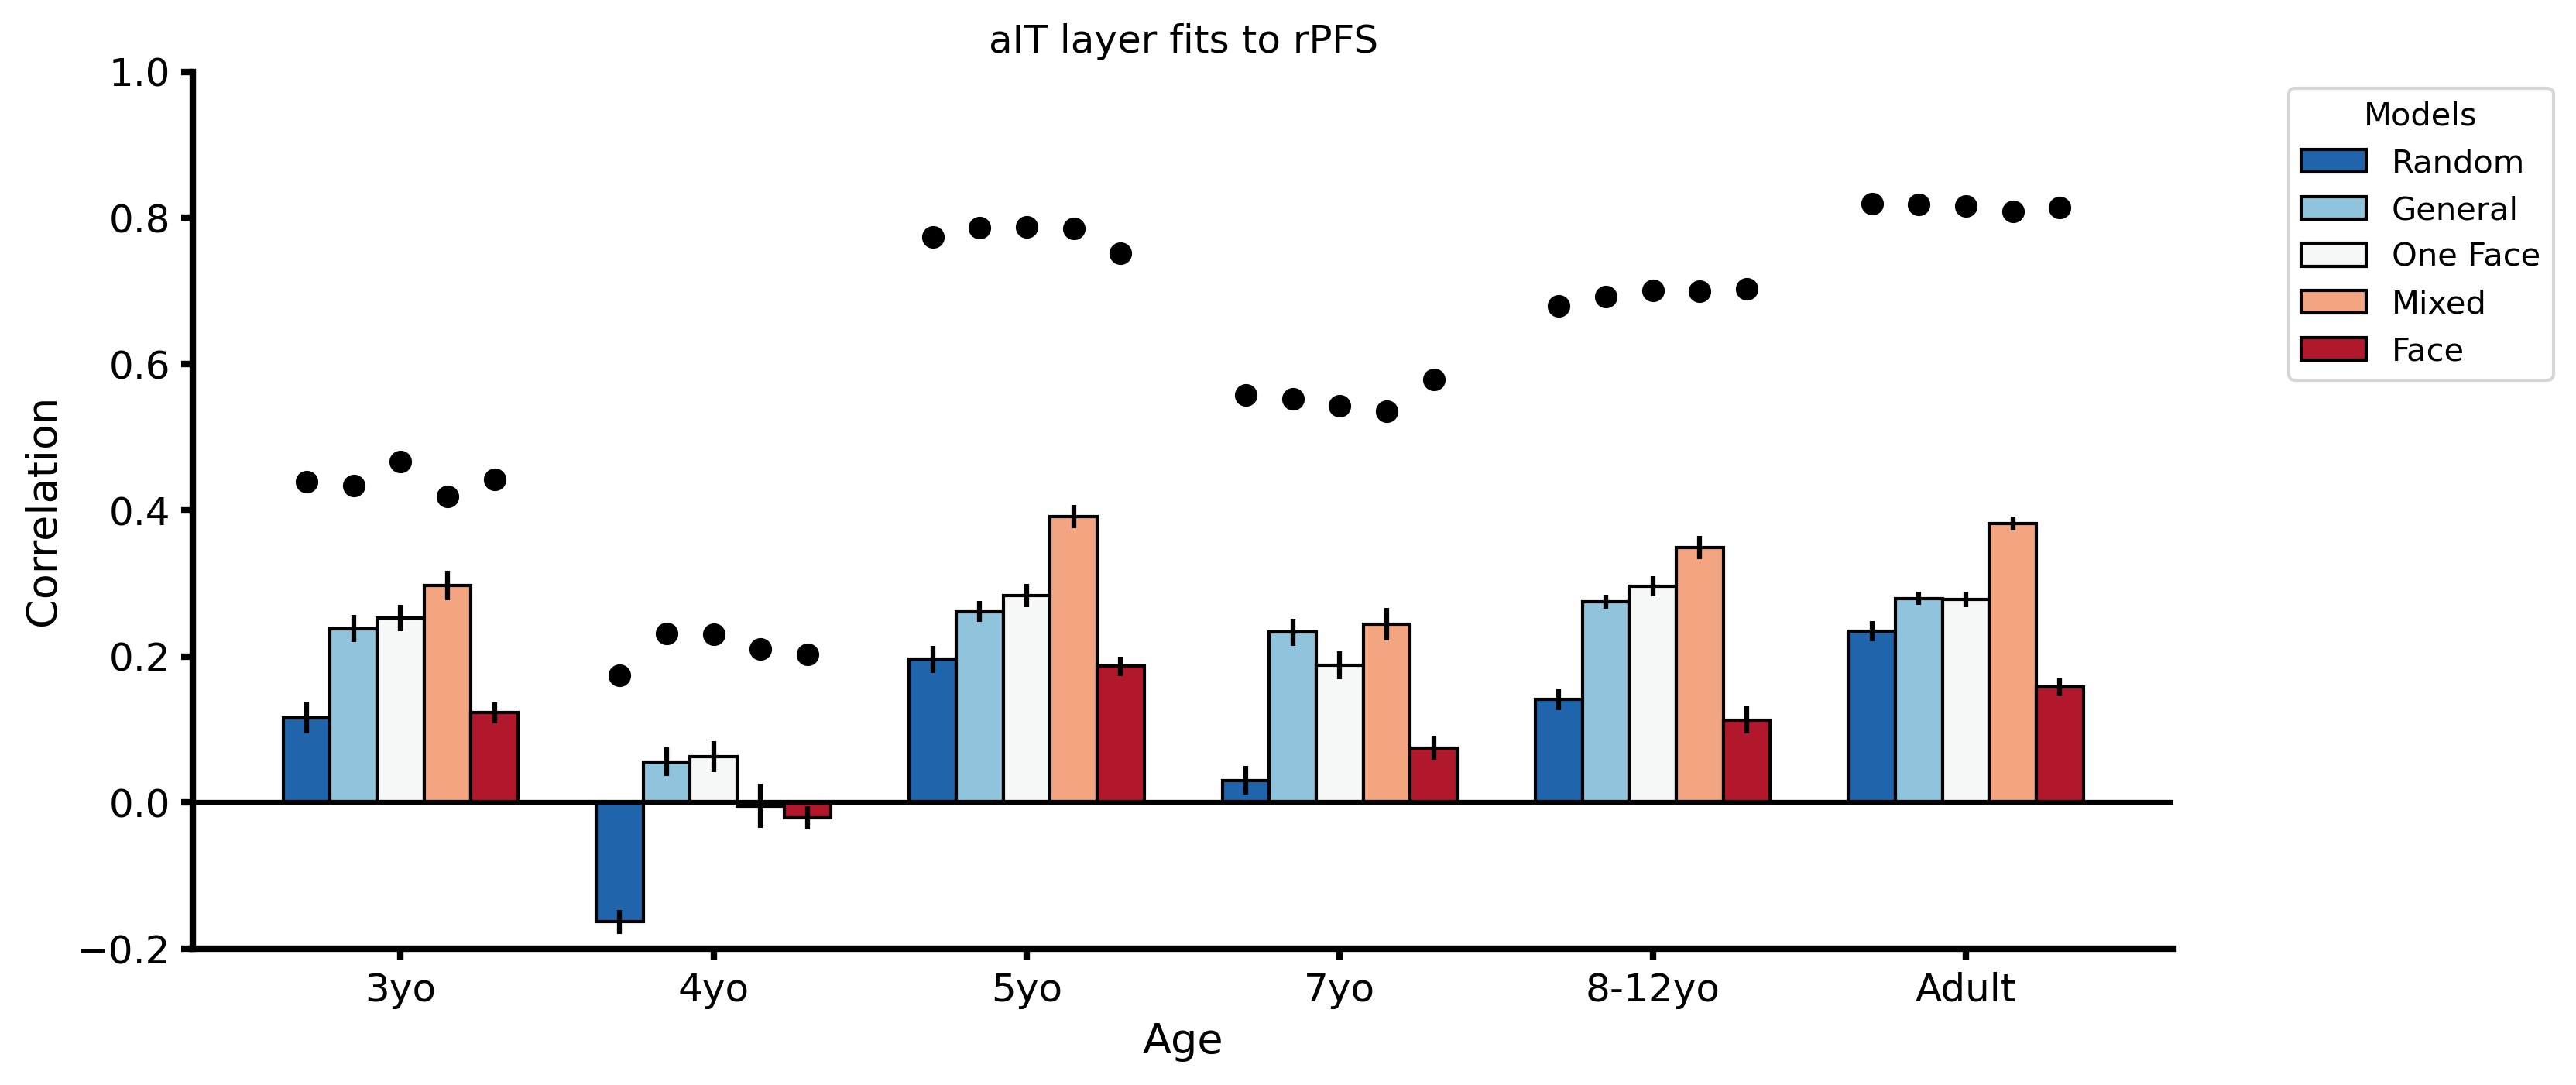 aIT layer fits to rPFS
1.0
0.8
0.6
0.4
0.2
0.0
−0.2
Correlation
3yo
4yo
5yo
7yo
8-12yo
Adult
Age
Models
Random
General
One Face
Mixed
Face